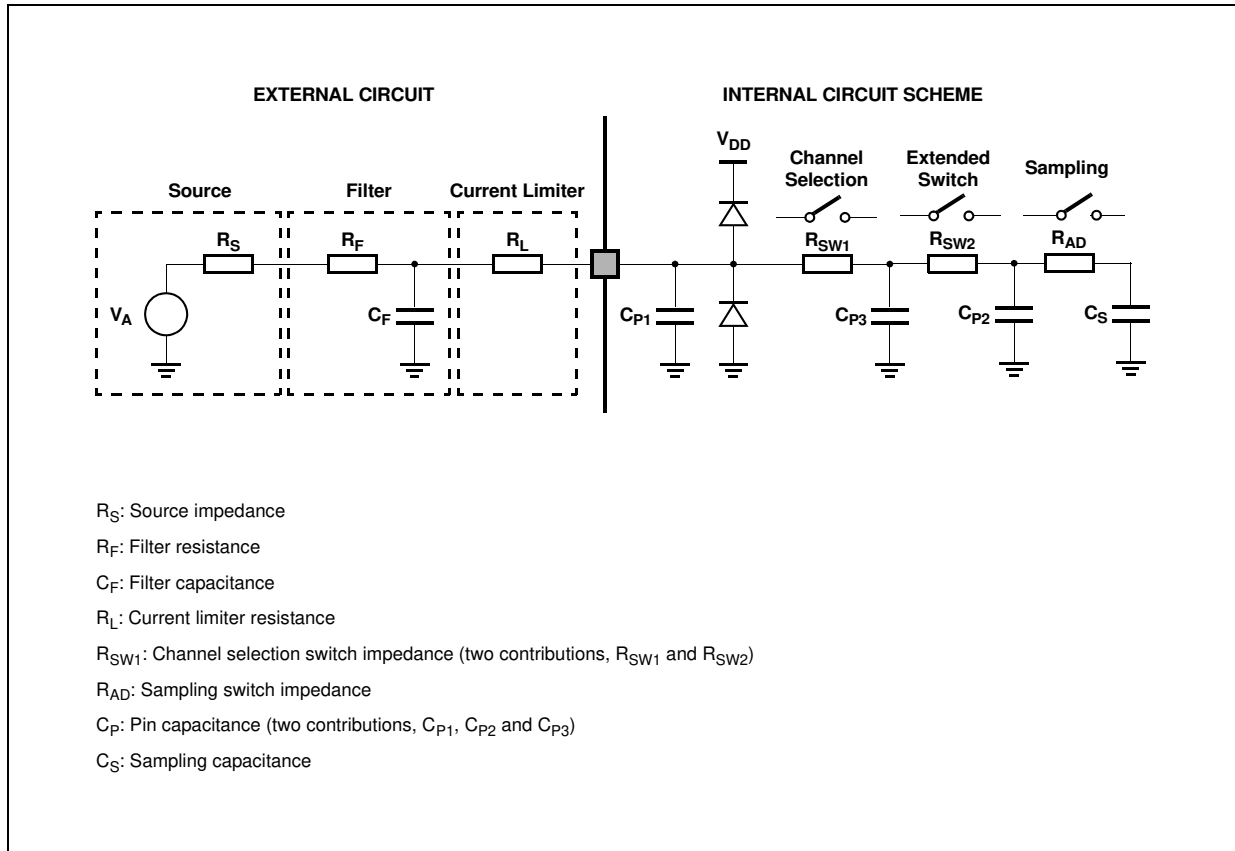 EXTERNAL CIRCUIT
INTERNAL CIRCUIT SCHEME
VDD
Channel
Selection
Extended
Switch
Sampling
Source
Filter
Current Limiter
RS
RF
RL
RSW1
RSW2
RAD
VA
CF
CP1
CP3
CP2
CS
RS: Source impedance
RF: Filter resistance
CF: Filter capacitance
RL: Current limiter resistance
RSW1: Channel selection switch impedance (two contributions, RSW1 and RSW2)
RAD: Sampling switch impedance
CP: Pin capacitance (two contributions, CP1, CP2 and CP3)
CS: Sampling capacitance